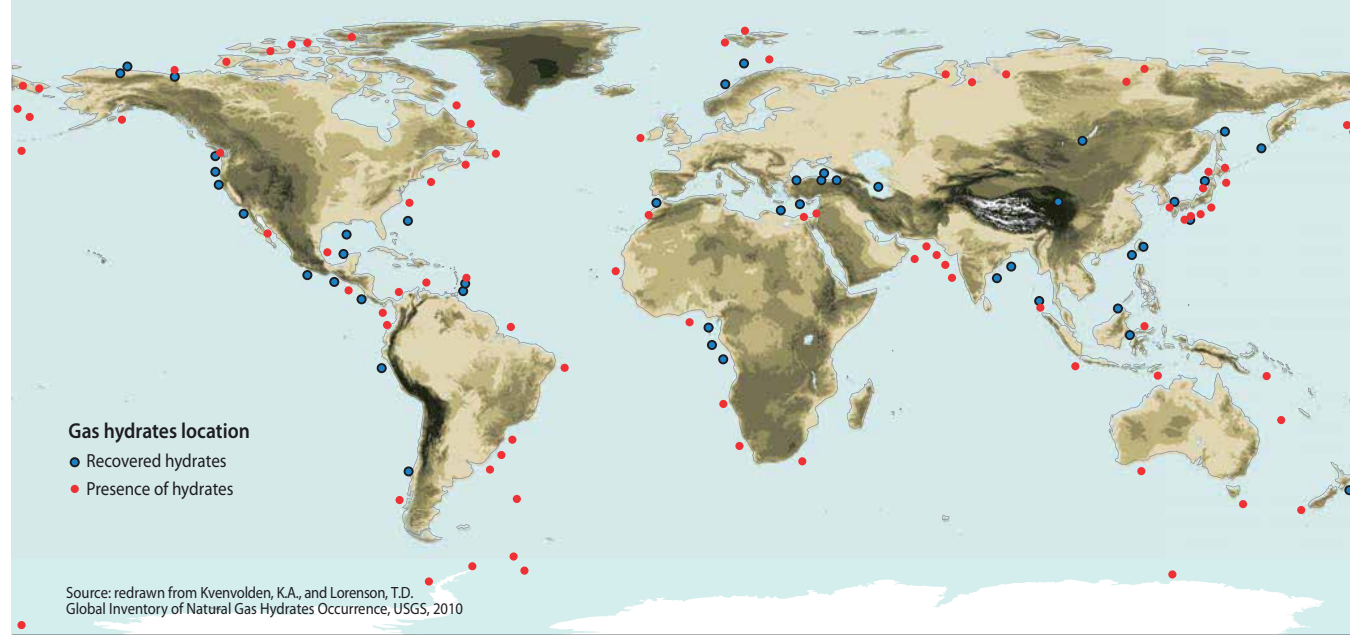 Gas hydrates location
Recovered hydrates
Presence of hydrates
Source: redrawn from Kvenvolden, K.A., and Lorenson, T.D.
Global Inventory of Natural Gas Hydrates Occurrence, USGS, 2010